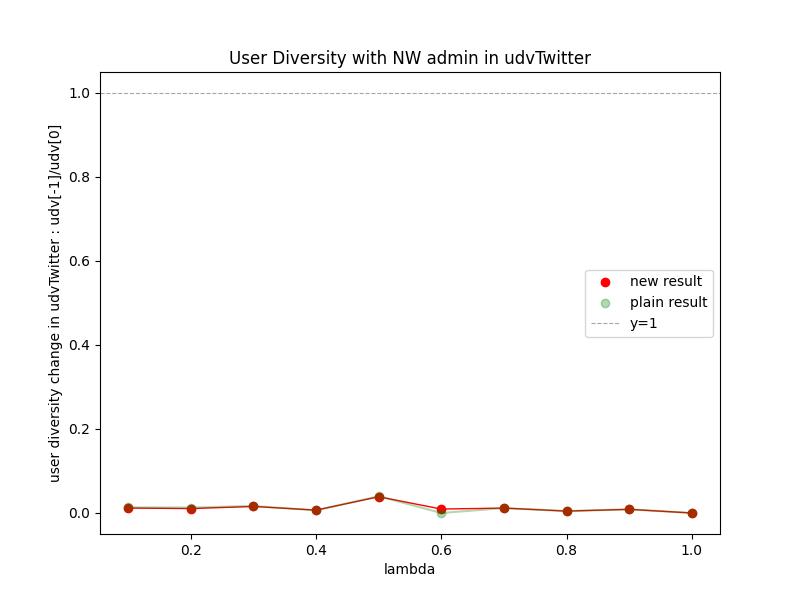 User Diversity with NW admin in udvTwitter
user diversity change in udvTwitter : udv[-1]/udv[0]
1.0
0.8
0.6
0.4
0.2
0.0
new result
plain result
y=1
0.2 0.4 0.6 0.8 1.0
lambda